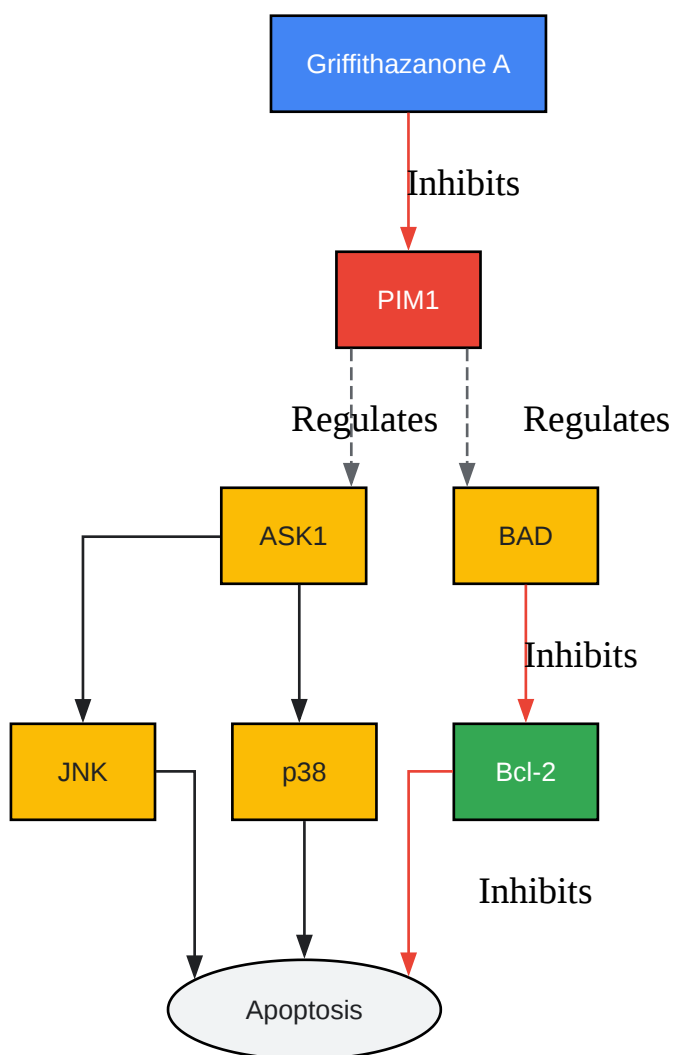 Griffithazanone A
Inhibits
PIM1
Regulates
Regulates
ASK1
BAD
Inhibits
JNK
p38
Bcl-2
Inhibits
Apoptosis